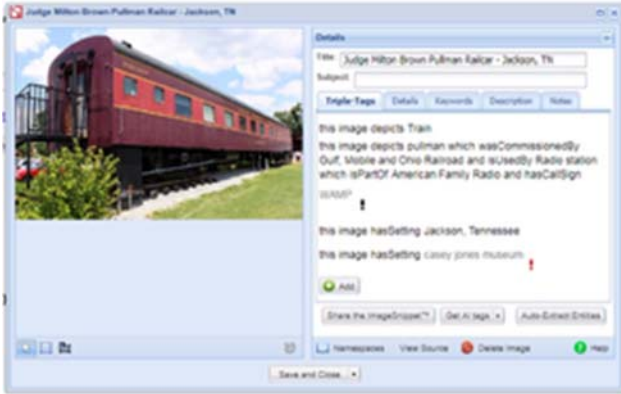 Judge Milton Brown Pullman Railcar - Jackson, TN
Details
Title: Judge Milton Brown Pullman Railcar - Jackson, TN
Subject:
Triple-Tags Details Keywords Description Notes
this image depicts Train
this image depicts pullman which wasCommissionedBy
Gulf, Mobile and Ohio Railroad and isUsedBy Radio station
which isPartOf American Family Radio and hasCallSign
WAMP
!
this image hasSetting Jackson, Tennessee
this image hasSetting casey jones museum
!
Add
Share the ImageSnippet™ Get AI tags Auto-Extract Entities
Namespaces View Source Delete Image Help
Save and Close